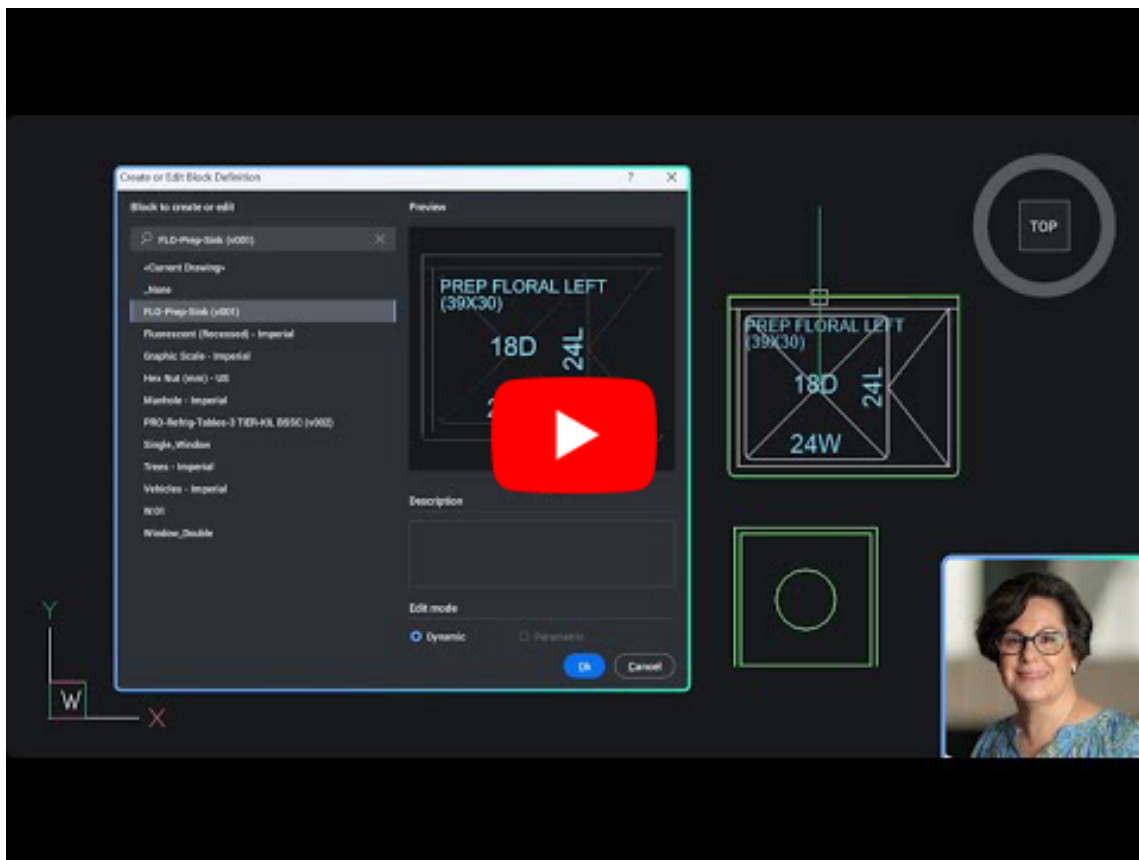 Create or Edit Block Definition
?
X
Block to create or edit
FLO-Prep-Sink (v001)
<Current Drawing>
_None
FLO-Prep-Sink (v001)
Fluorescent (Recessed) - Imperial
Graphic Scale - Imperial
Hex Nut (mm) - US
Manhole - Imperial
PRO-Refrig-Tables-3 TIER-KIL BSSC (v002)
Single_Window
Trees - Imperial
Vehicles - Imperial
W01
Window_Double
Preview
PREP FLORAL LEFT
(39X30)
18D
24L
Description
Edit mode
Dynamic
Parametric
Ok
Cancel
TOP
PREP FLORAL LEFT
(39X30)
18D
24L
24W
Y
W
X